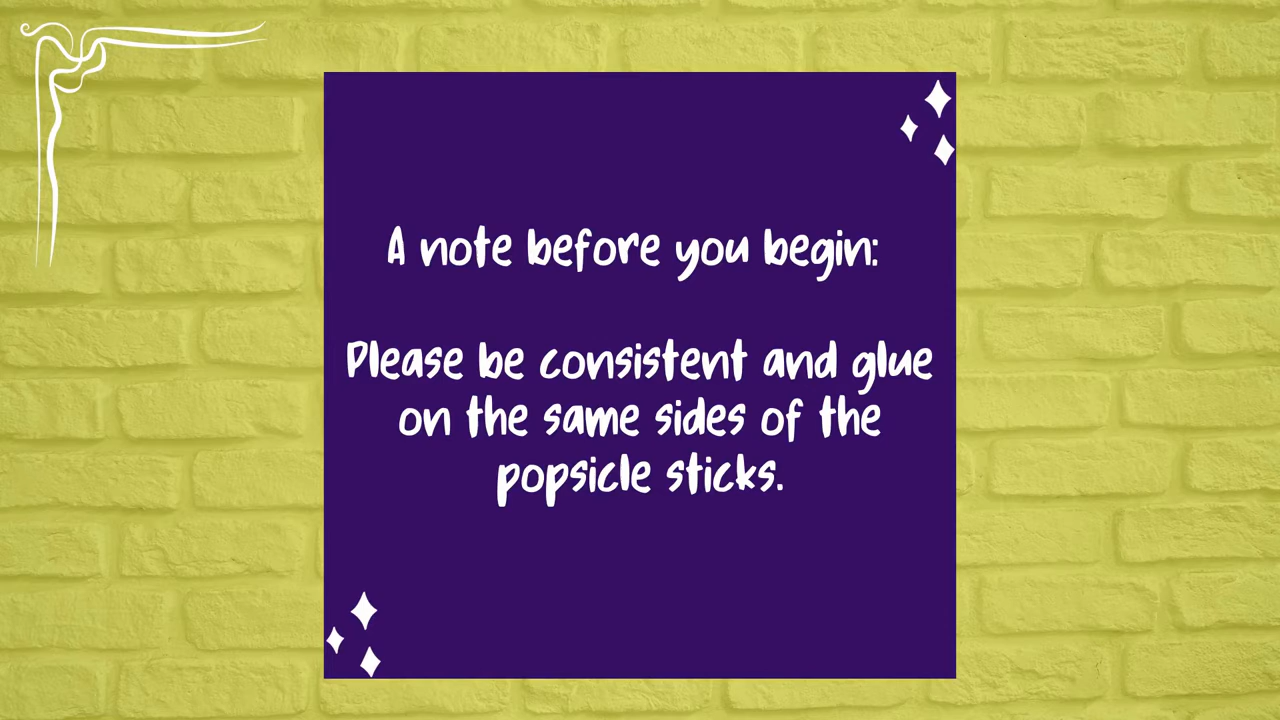 A note before you begin:
Please be consistent and glue
on the same sides of the
popsicle sticks.